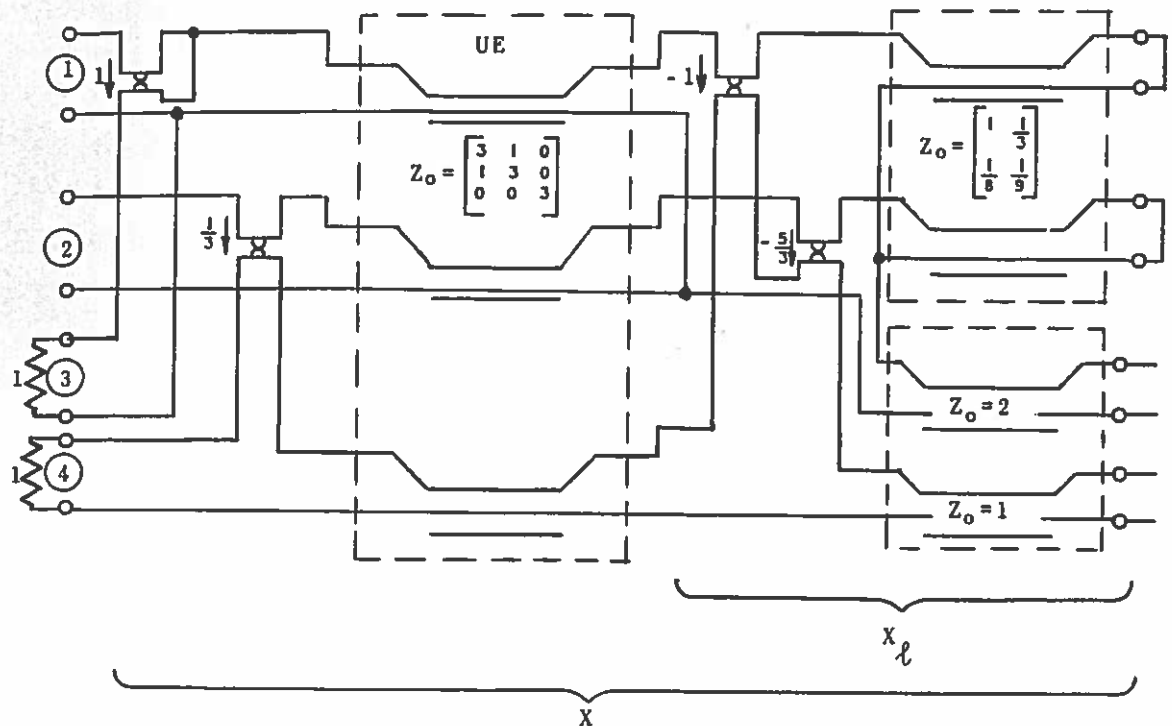 UE
1
1
- 1
Z₀ = [1 1/3; 1/8 1/9]
Z₀ = [3 1 0; 1 3 0; 0 0 3]
2
1/3
- 5/3
1
3
Z₀ = 2
1
4
Z₀ = 1
X_ℓ
X